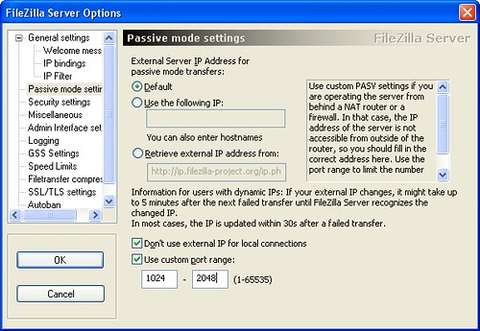 FileZilla Server Options
General settings
Welcome mess
IP bindings
IP Filter
Passive mode settin
Security settings
Miscellaneous
Admin Interface set
Logging
GSS Settings
Speed Limits
Filetransfer compres
SSL/TLS settings
Autoban
OK
Cancel
Passive mode settings
FileZilla Server
External Server IP Address for
passive mode transfers:
Default
Use the following IP:
You can also enter hostnames
Retrieve external IP address from:
http://ip.filezilla-project.org/ip.ph
Use custom PASV settings if you
are operating the server from
behind a NAT router or a
firewall. In that case, the IP
address of the server is not
accessible from outside of the
router, so you should fill in the
correct address here. Use the
port range to limit the number
Information for users with dynamic IPs: If your external IP changes, it might take up
to 5 minutes after the next failed transfer until FileZilla Server recognizes the
changed IP.
In most cases, the IP is updated within 30s after a failed transfer.
Don't use external IP for local connections
Use custom port range:
1024 - 2048 (1-65535)